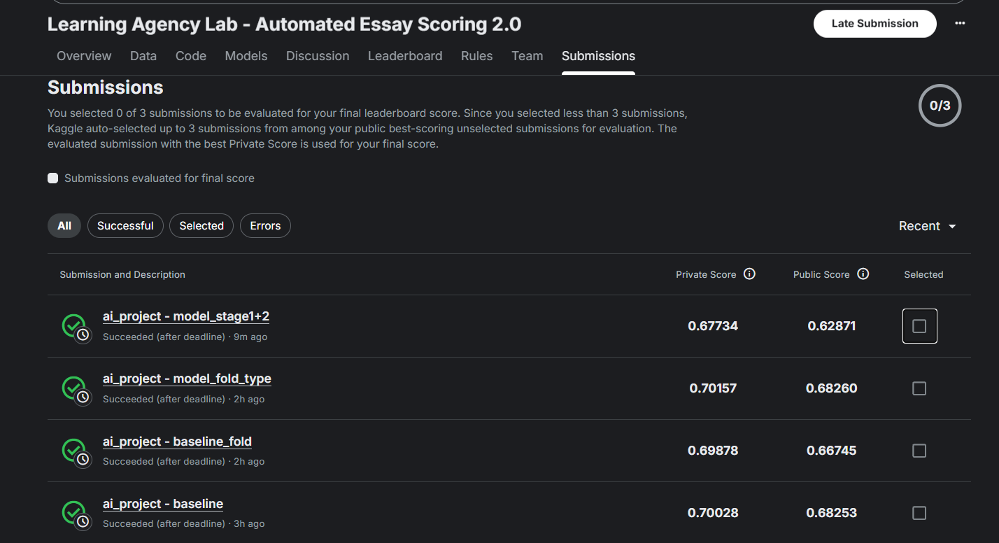 Learning Agency Lab - Automated Essay Scoring 2.0
Late Submission
Overview Data Code Models Discussion Leaderboard Rules Team Submissions
Submissions
You selected 0 of 3 submissions to be evaluated for your final leaderboard score. Since you selected less than 3 submissions,
Kaggle auto-selected up to 3 submissions from among your public best-scoring unselected submissions for evaluation. The
evaluated submission with the best Private Score is used for your final score.
0/3
Submissions evaluated for final score
All Successful Selected Errors
Recent
Submission and Description Private Score Public Score Selected
ai_project - model_stage1+2
Succeeded (after deadline) · 9m ago
0.67734 0.62871
ai_project - model_fold_type
Succeeded (after deadline) · 2h ago
0.70157 0.68260
ai_project - baseline_fold
Succeeded (after deadline) · 2h ago
0.69878 0.66745
ai_project - baseline
Succeeded (after deadline) · 3h ago
0.70028 0.68253